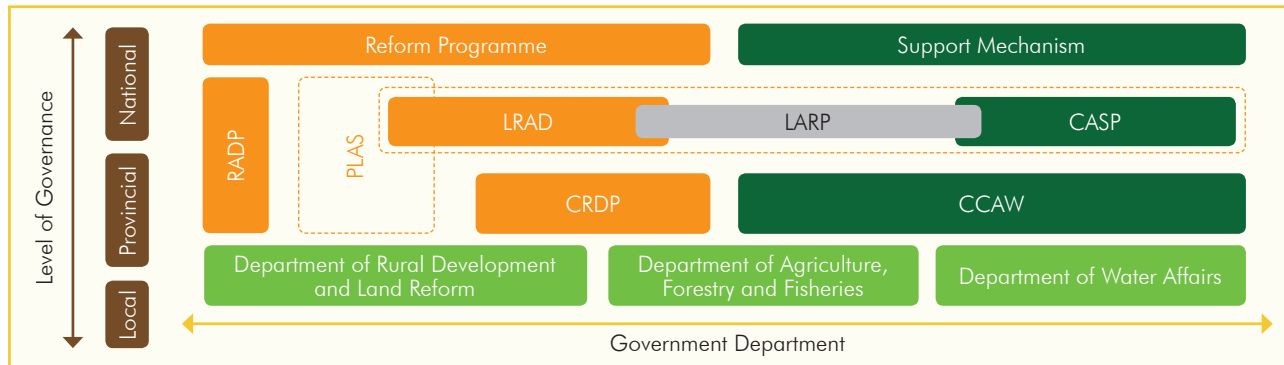 Level of Governance
National
Provincial
Local
Reform Programme
Support Mechanism
RADP
PLAS
LRAD
LARP
CASP
CRDP
CCAW
Department of Rural Development
and Land Reform
Department of Agriculture,
Forestry and Fisheries
Department of Water Affairs
Government Department